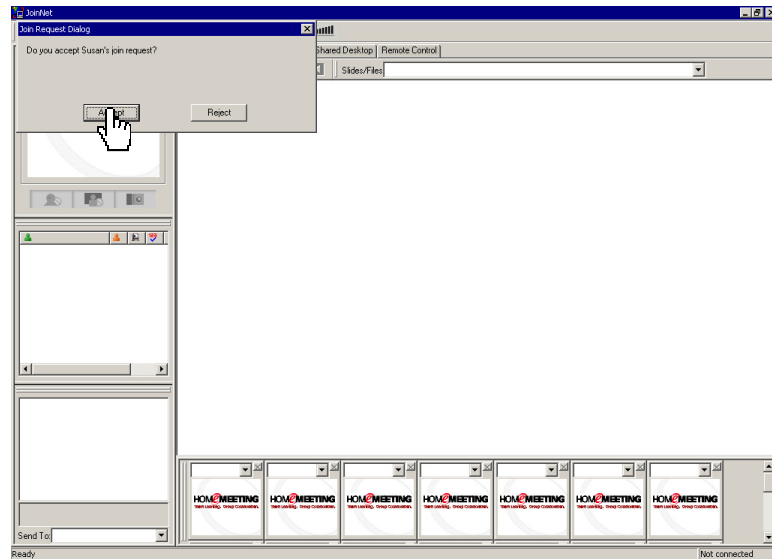 JoinNet
Join Request Dialog
Do you accept Susan's join request?
Reject
Shared Desktop
Remote Control
Slides/Files
HOMEMEETING
HOMEMEETING
HOMEMEETING
HOMEMEETING
HOMEMEETING
HOMEMEETING
HOMEMEETING
Send To:
Ready
Not connected